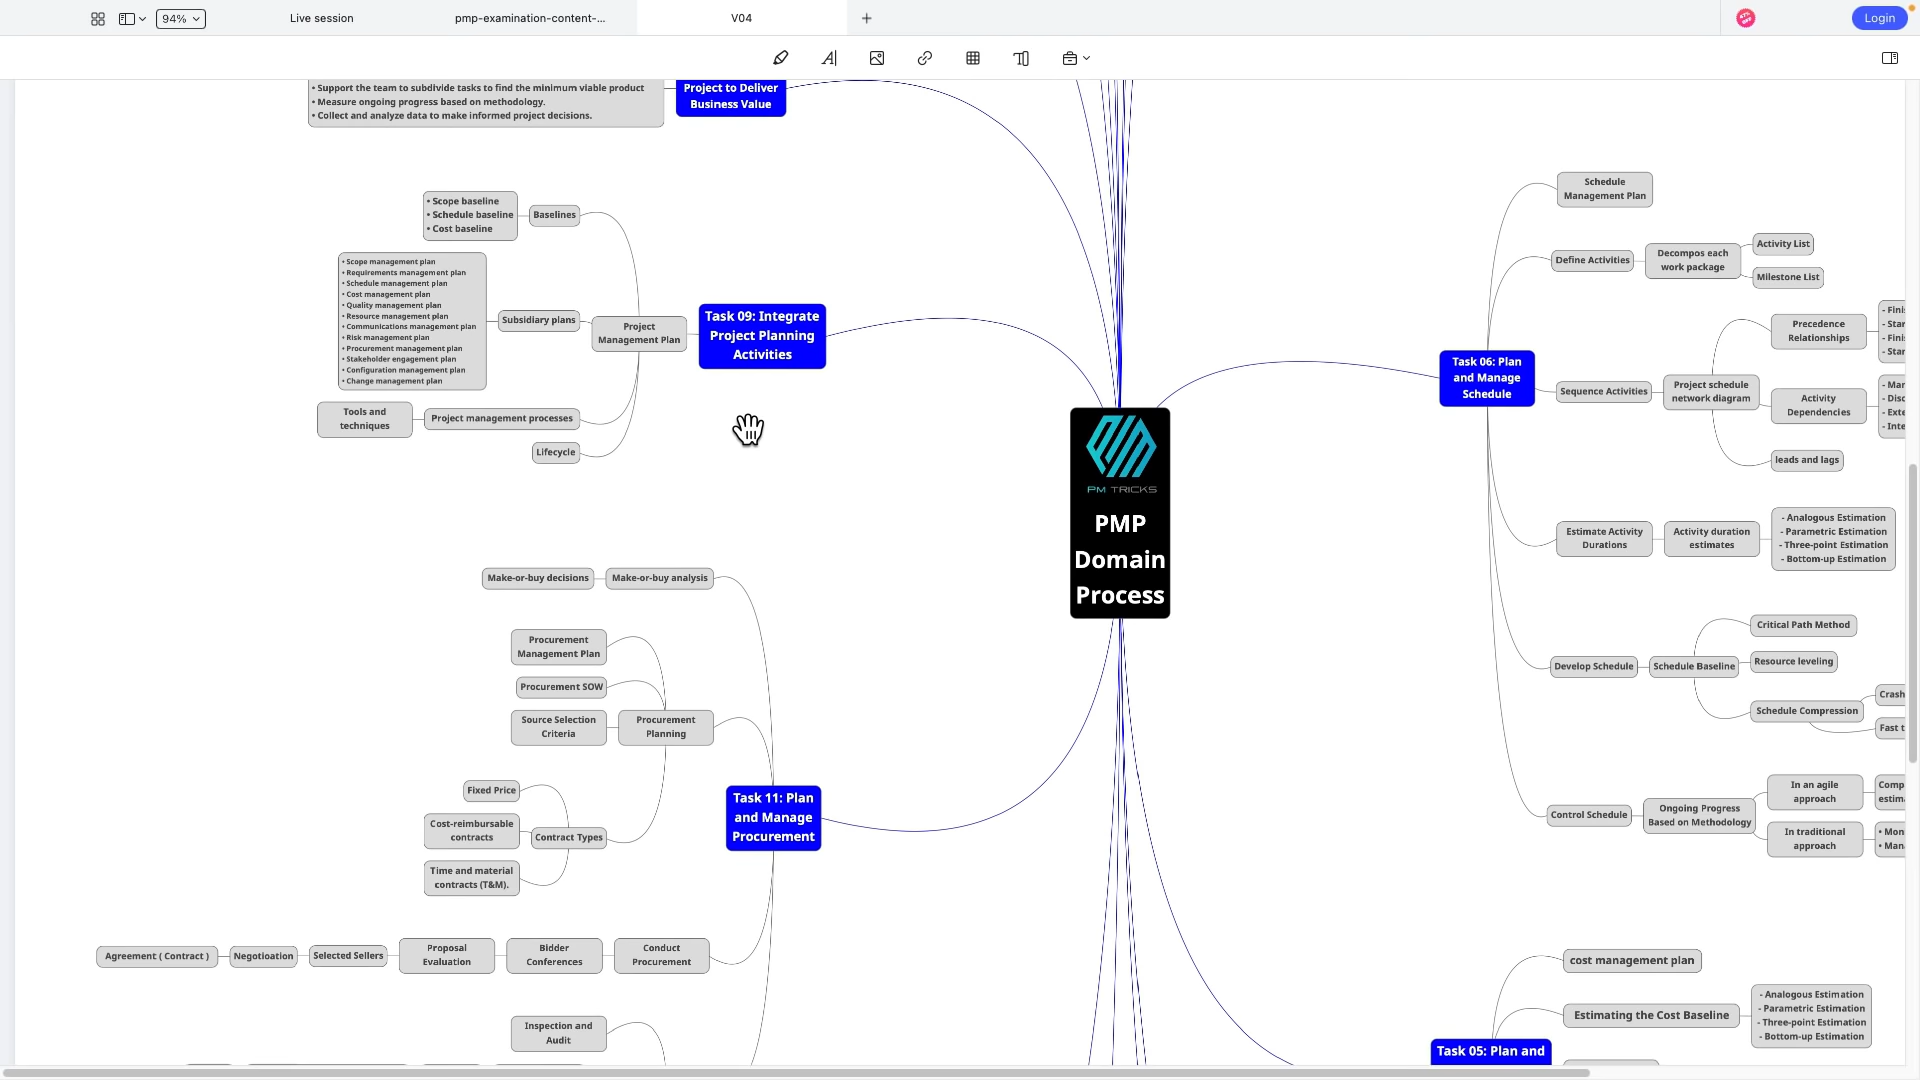 94%
Live session
pmp-examination-content-...
V04
Login
• Support the team to subdivide tasks to find the minimum viable product
• Measure ongoing progress based on methodology.
• Collect and analyze data to make informed project decisions.
Project to Deliver
Business Value
• Scope baseline
• Schedule baseline
• Cost baseline
Baselines
• Scope management plan
• Requirements management plan
• Schedule management plan
• Cost management plan
• Quality management plan
• Resource management plan
• Communications management plan
• Risk management plan
• Procurement management plan
• Stakeholder engagement plan
• Configuration management plan
• Change management plan
Subsidiary plans
Project
Management Plan
Task 09: Integrate
Project Planning
Activities
Tools and
techniques
Project management processes
Lifecycle
PM TRICKS
PMP
Domain
Process
Make-or-buy decisions
Make-or-buy analysis
Procurement
Management Plan
Procurement SOW
Source Selection
Criteria
Procurement
Planning
Fixed Price
Cost-reimbursable
contracts
Contract Types
Time and material
contracts (T&M).
Task 11: Plan
and Manage
Procurement
Agreement ( Contract )
Negotioation
Selected Sellers
Proposal
Evaluation
Bidder
Conferences
Conduct
Procurement
Inspection and
Audit
Schedule
Management Plan
Define Activities
Decompos each
work package
Activity List
Milestone List
Task 06: Plan
and Manage
Schedule
Sequence Activities
Project schedule
network diagram
Precedence
Relationships
- Fini
- Star
- Fini
- Star
Activity
Dependencies
- Man
- Disc
- Exte
- Inte
leads and lags
Estimate Activity
Durations
Activity duration
estimates
- Analogous Estimation
- Parametric Estimation
- Three-point Estimation
- Bottom-up Estimation
Develop Schedule
Schedule Baseline
Critical Path Method
Resource leveling
Schedule Compression
Crash
Fast t
Control Schedule
Ongoing Progress
Based on Methodology
In an agile
approach
Comp
estim
In traditional
approach
• Mon
• Man
cost management plan
Estimating the Cost Baseline
- Analogous Estimation
- Parametric Estimation
- Three-point Estimation
- Bottom-up Estimation
Task 05: Plan and